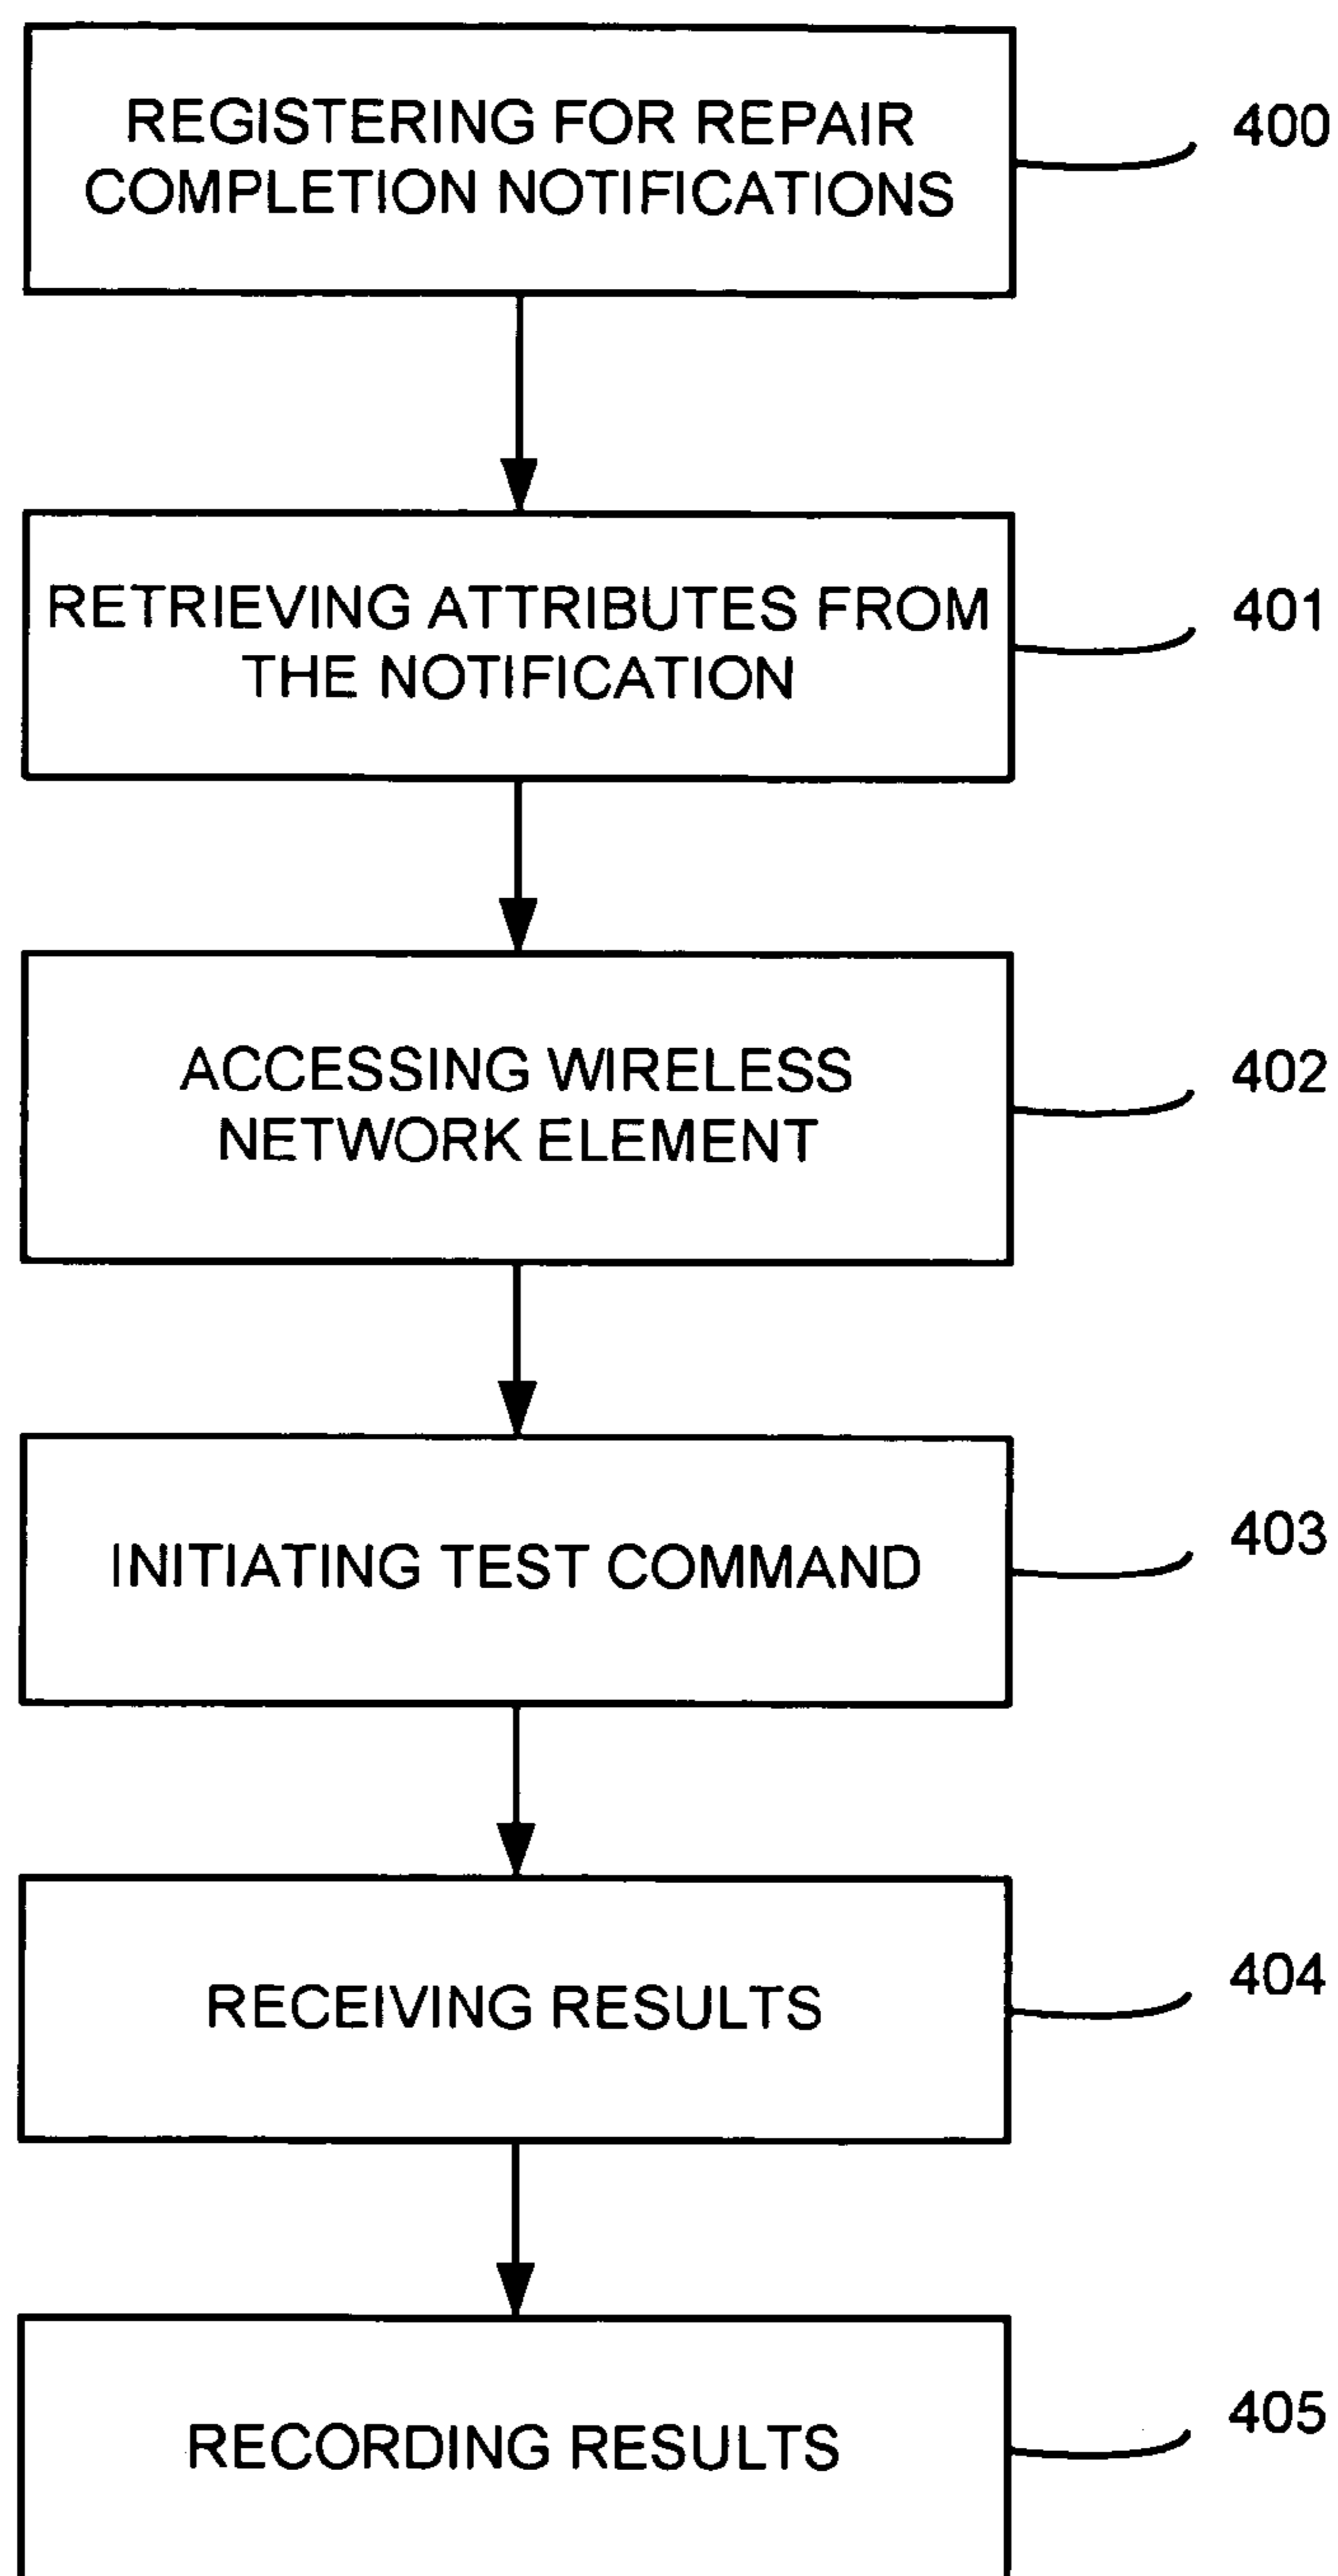 REGISTERING FOR REPAIR
COMPLETION NOTIFICATIONS
400
RETRIEVING ATTRIBUTES FROM
THE NOTIFICATION
401
ACCESSING WIRELESS
NETWORK ELEMENT
402
INITIATING TEST COMMAND
403
RECEIVING RESULTS
404
RECORDING RESULTS
405